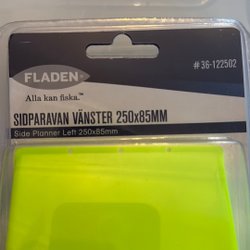 #36-122502
FLADEN
Alla kan fiska.™
SIDPARAVAN VÄNSTER 250x85MM
Side Planner Left 250x85mm